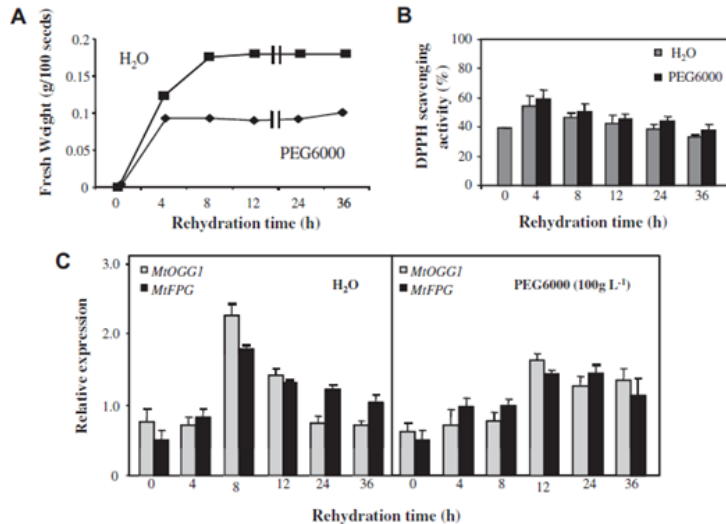 A
0.2
0.15
0.1
0.05
0
Fresh Weight (g/100 seeds)
H₂O
PEG6000
0 4 8 12 24 36
Rehydration time (h)
B
100
80
60
40
20
0
DPPH scavenging
activity (%)
H₂O
PEG6000
0 4 8 12 24 36
Rehydration time (h)
C
3.0
2.0
1.0
0
Relative expression
MtOGG1
MtFPG
H₂O
MtOGG1
MtFPG
PEG6000 (100g L⁻¹)
0 4 8 12 24 36 0 4 8 12 24 36
Rehydration time (h)